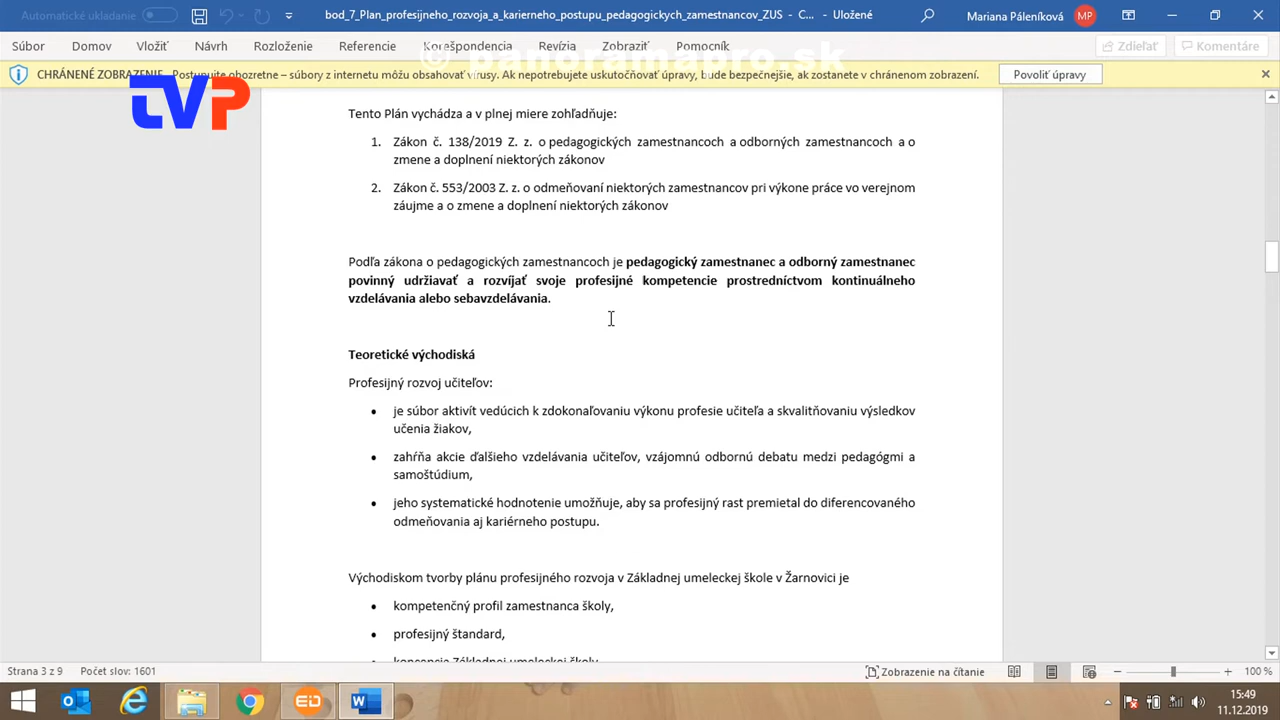 Automatické ukladanie
bod_7_Plan_profesijneho_rozvoja_a_karierneho_postupu_pedagogickych_zamestnancov_ZUS - C... - Uložené
Mariana Páleníková MP
Súbor Domov Vložiť Návrh Rozloženie Referencie Korešpondencia Revízia Zobraziť Pomocník Zdieľať Komentáre
© panoramapro.sk
CHRÁNENÉ ZOBRAZENIE Postupujte obozretne – súbory z internetu môžu obsahovať vírusy. Ak nepotrebujete uskutočňovať úpravy, bude bezpečnejšie, ak zostanete v chránenom zobrazení. Povoliť úpravy
TVP
Tento Plán vychádza a v plnej miere zohľadňuje:
1. Zákon č. 138/2019 Z. z. o pedagogických zamestnancoch a odborných zamestnancoch a o
zmene a doplnení niektorých zákonov
2. Zákon č. 553/2003 Z. z. o odmeňovaní niektorých zamestnancov pri výkone práce vo verejnom
záujme a o zmene a doplnení niektorých zákonov
Podľa zákona o pedagogických zamestnancoch je pedagogický zamestnanec a odborný zamestnanec
povinný udržiavať a rozvíjať svoje profesijné kompetencie prostredníctvom kontinuálneho
vzdelávania alebo sebavzdelávania.
Teoretické východiská
Profesijný rozvoj učiteľov:
• je súbor aktivít vedúcich k zdokonaľovaniu výkonu profesie učiteľa a skvalitňovaniu výsledkov
učenia žiakov,
• zahŕňa akcie ďalšieho vzdelávania učiteľov, vzájomnú odbornú debatu medzi pedagógmi a
samoštúdium,
• jeho systematické hodnotenie umožňuje, aby sa profesijný rast premietal do diferencovaného
odmeňovania aj kariérneho postupu.
Východiskom tvorby plánu profesijného rozvoja v Základnej umeleckej škole v Žarnovici je
• kompetenčný profil zamestnanca školy,
• profesijný štandard,
• koncepcia Základnej umeleckej školy
Strana 3 z 9 Počet slov: 1601 Zobrazenie na čítanie 100 %
15:49
11.12.2019